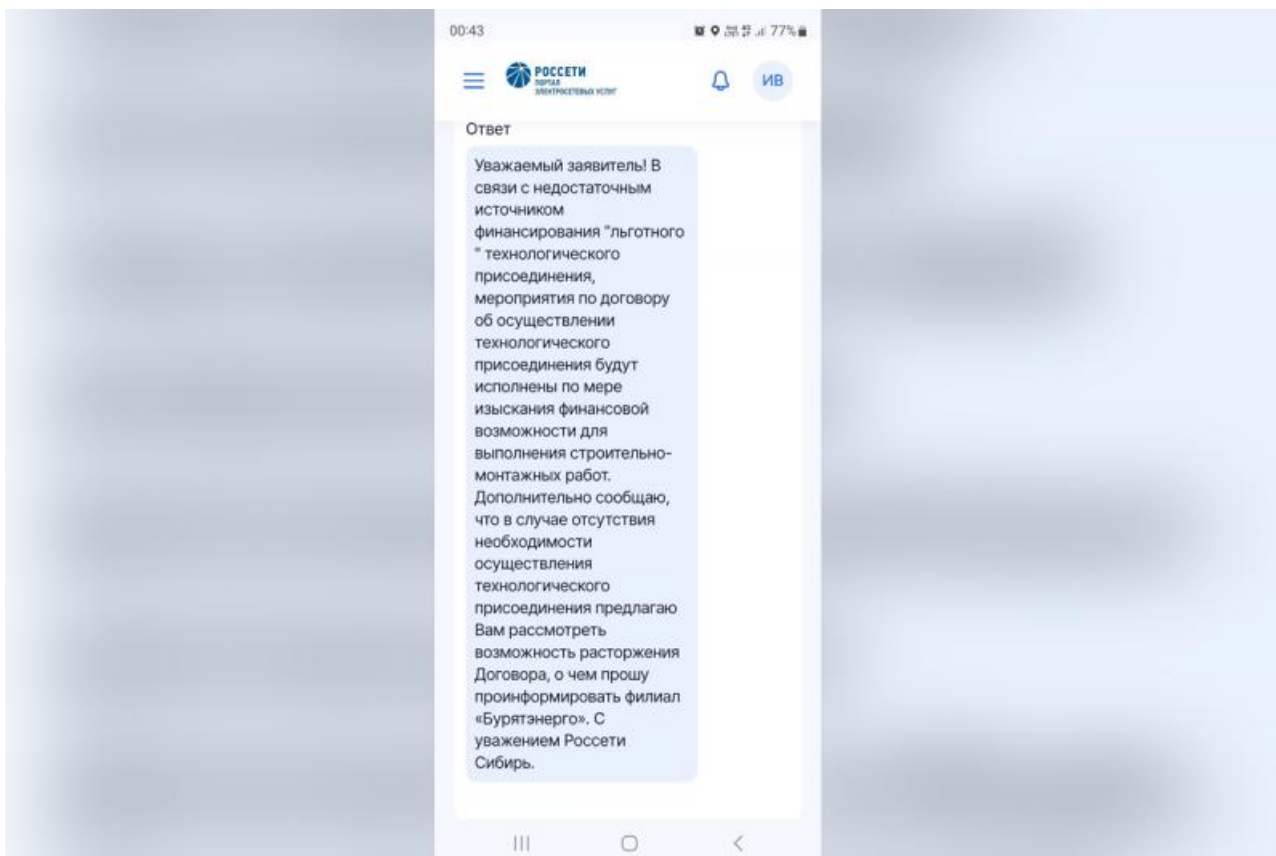 00:43
77%
РОССЕТИ
ПОРТАЛ
ЭЛЕКТРОСЕТЕВЫХ УСЛУГ
ИВ
Ответ
Уважаемый заявитель! В
связи с недостаточным
источником
финансирования "льготного
" технологического
присоединения,
мероприятия по договору
об осуществлении
технологического
присоединения будут
исполнены по мере
изыскания финансовой
возможности для
выполнения строительно-
монтажных работ.
Дополнительно сообщаю,
что в случае отсутствия
необходимости
осуществления
технологического
присоединения предлагаю
Вам рассмотреть
возможность расторжения
Договора, о чем прошу
проинформировать филиал
«Бурятэнерго». С
уважением Россети
Сибирь.